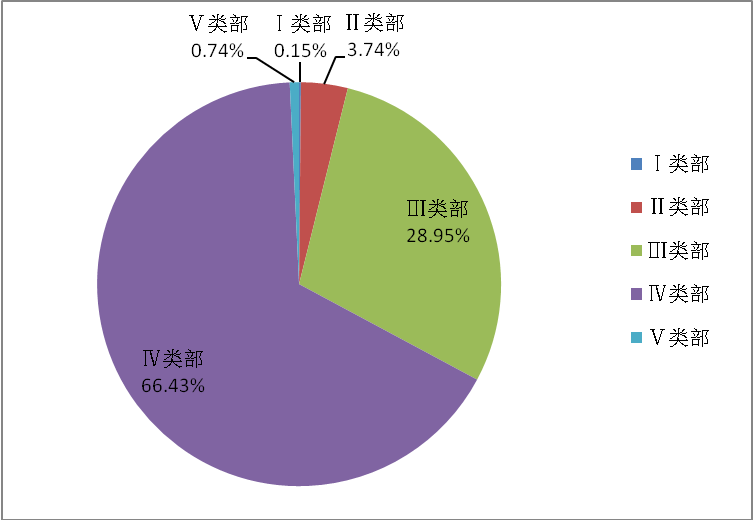 Ⅴ类部
0.74%
Ⅰ类部
0.15%
Ⅱ类部
3.74%
Ⅲ类部
28.95%
Ⅳ类部
66.43%
Ⅰ类部
Ⅱ类部
Ⅲ类部
Ⅳ类部
Ⅴ类部